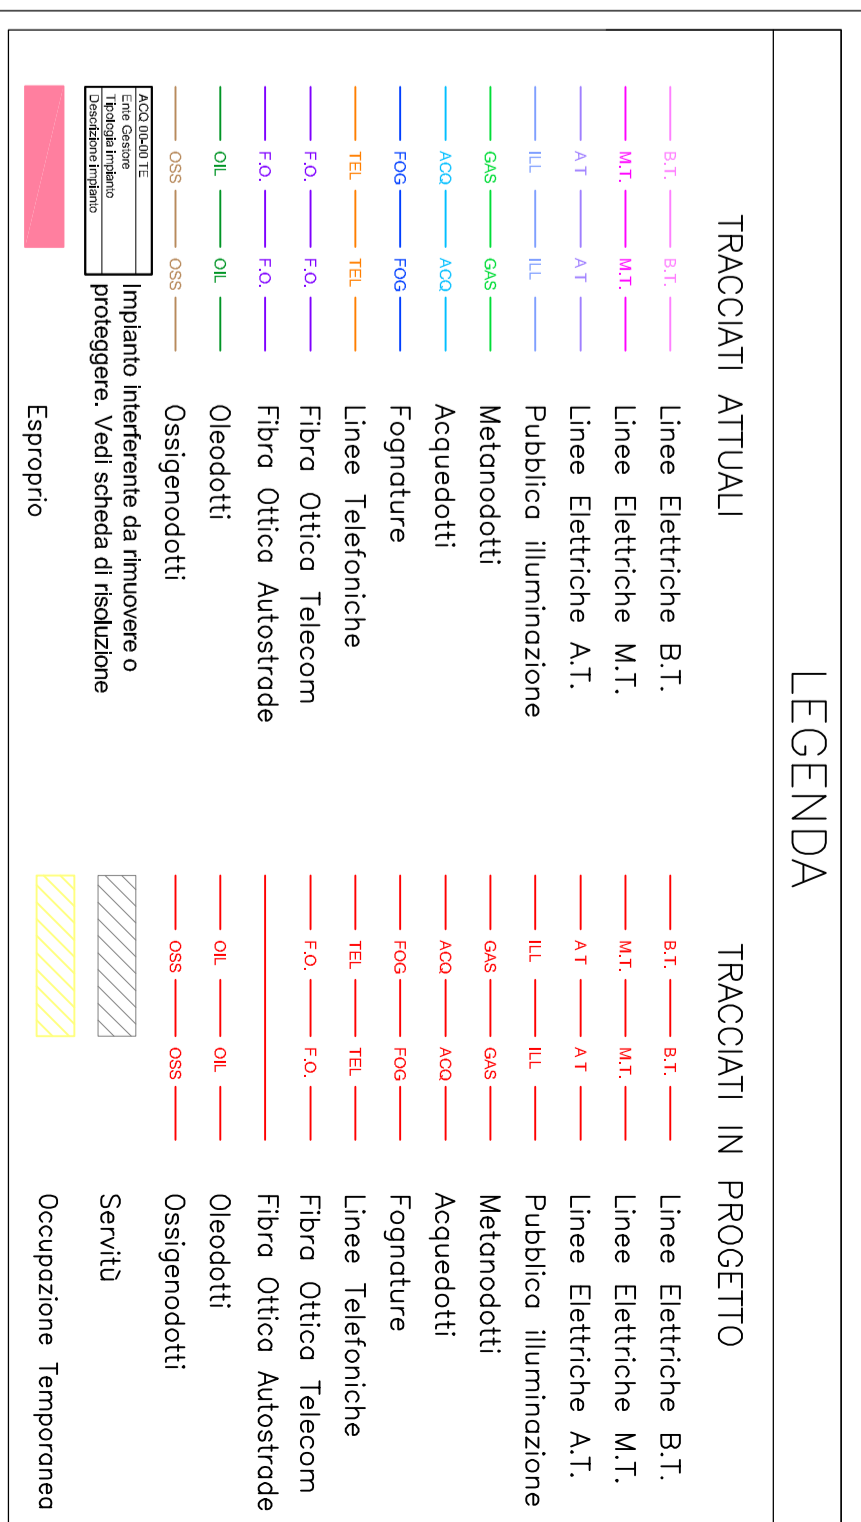 LEGENDA
TRACCIATI ATTUALI
B.T. B.T. Linee Elettriche B.T.
M.T. M.T. Linee Elettriche M.T.
A T A T Linee Elettriche A.T.
ILL ILL Pubblica illuminazione
GAS GAS Metanodotti
ACQ ACQ Acquedotti
FOG FOG Fognature
TEL TEL Linee Telefoniche
F.O. F.O. Fibra Ottica Telecom
F.O. F.O. Fibra Ottica Autostrade
OIL OIL Oleodotti
OSS OSS Ossigenodotti
ACQ 00-00 TE
Ente Gestore
Tipologia impianto
Descrizione impianto
Impianto interferente da rimuovere o
proteggere. Vedi scheda di risoluzione
Esproprio
TRACCIATI IN PROGETTO
B.T. B.T. Linee Elettriche B.T.
M.T. M.T. Linee Elettriche M.T.
A T A T Linee Elettriche A.T.
ILL ILL Pubblica illuminazione
GAS GAS Metanodotti
ACQ ACQ Acquedotti
FOG FOG Fognature
TEL TEL Linee Telefoniche
F.O. F.O. Fibra Ottica Telecom
Fibra Ottica Autostrade
OIL OIL Oleodotti
OSS OSS Ossigenodotti
Servitù
Occupazione Temporanea